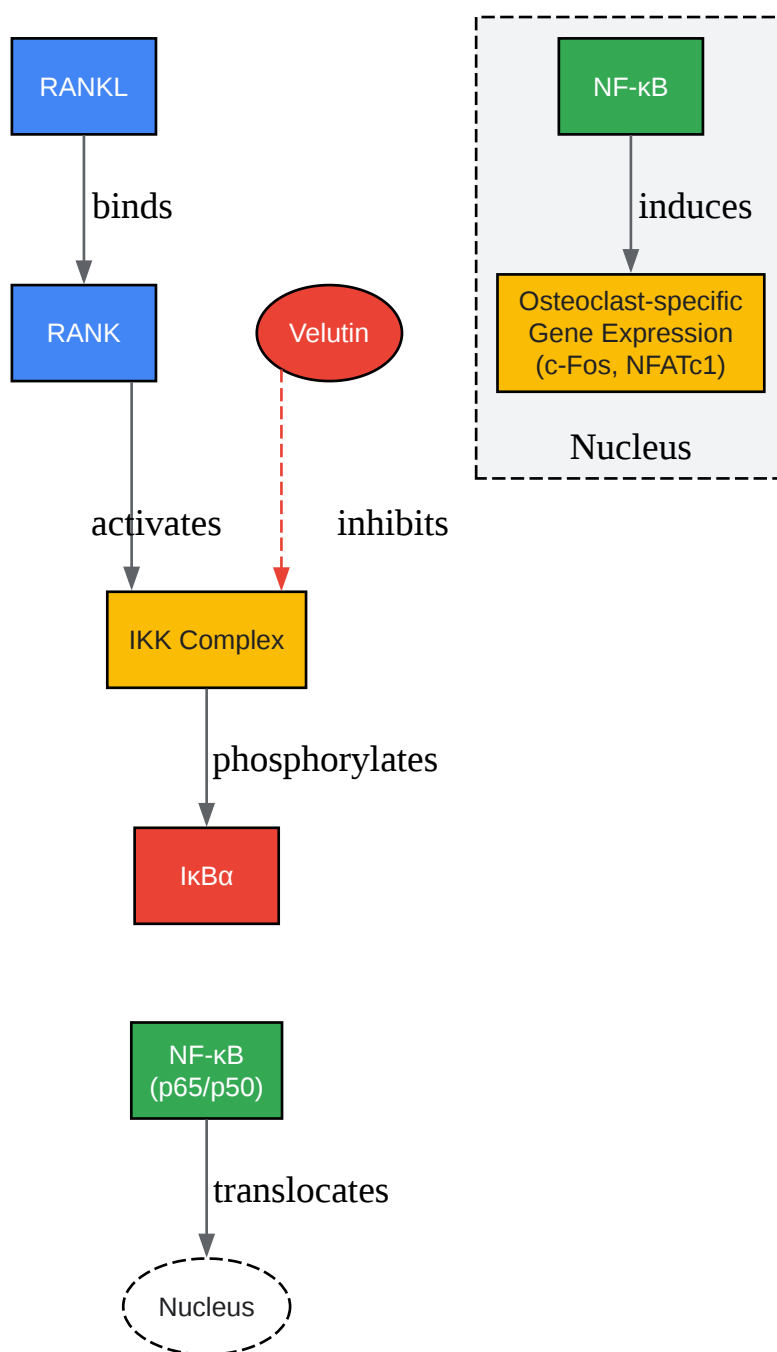 RANKL
binds
RANK
Velutin
activates
inhibits
IKK Complex
phosphorylates
IκBα
NF-κB
(p65/p50)
translocates
Nucleus
NF-κB
induces
Osteoclast-specific
Gene Expression
(c-Fos, NFATc1)
Nucleus